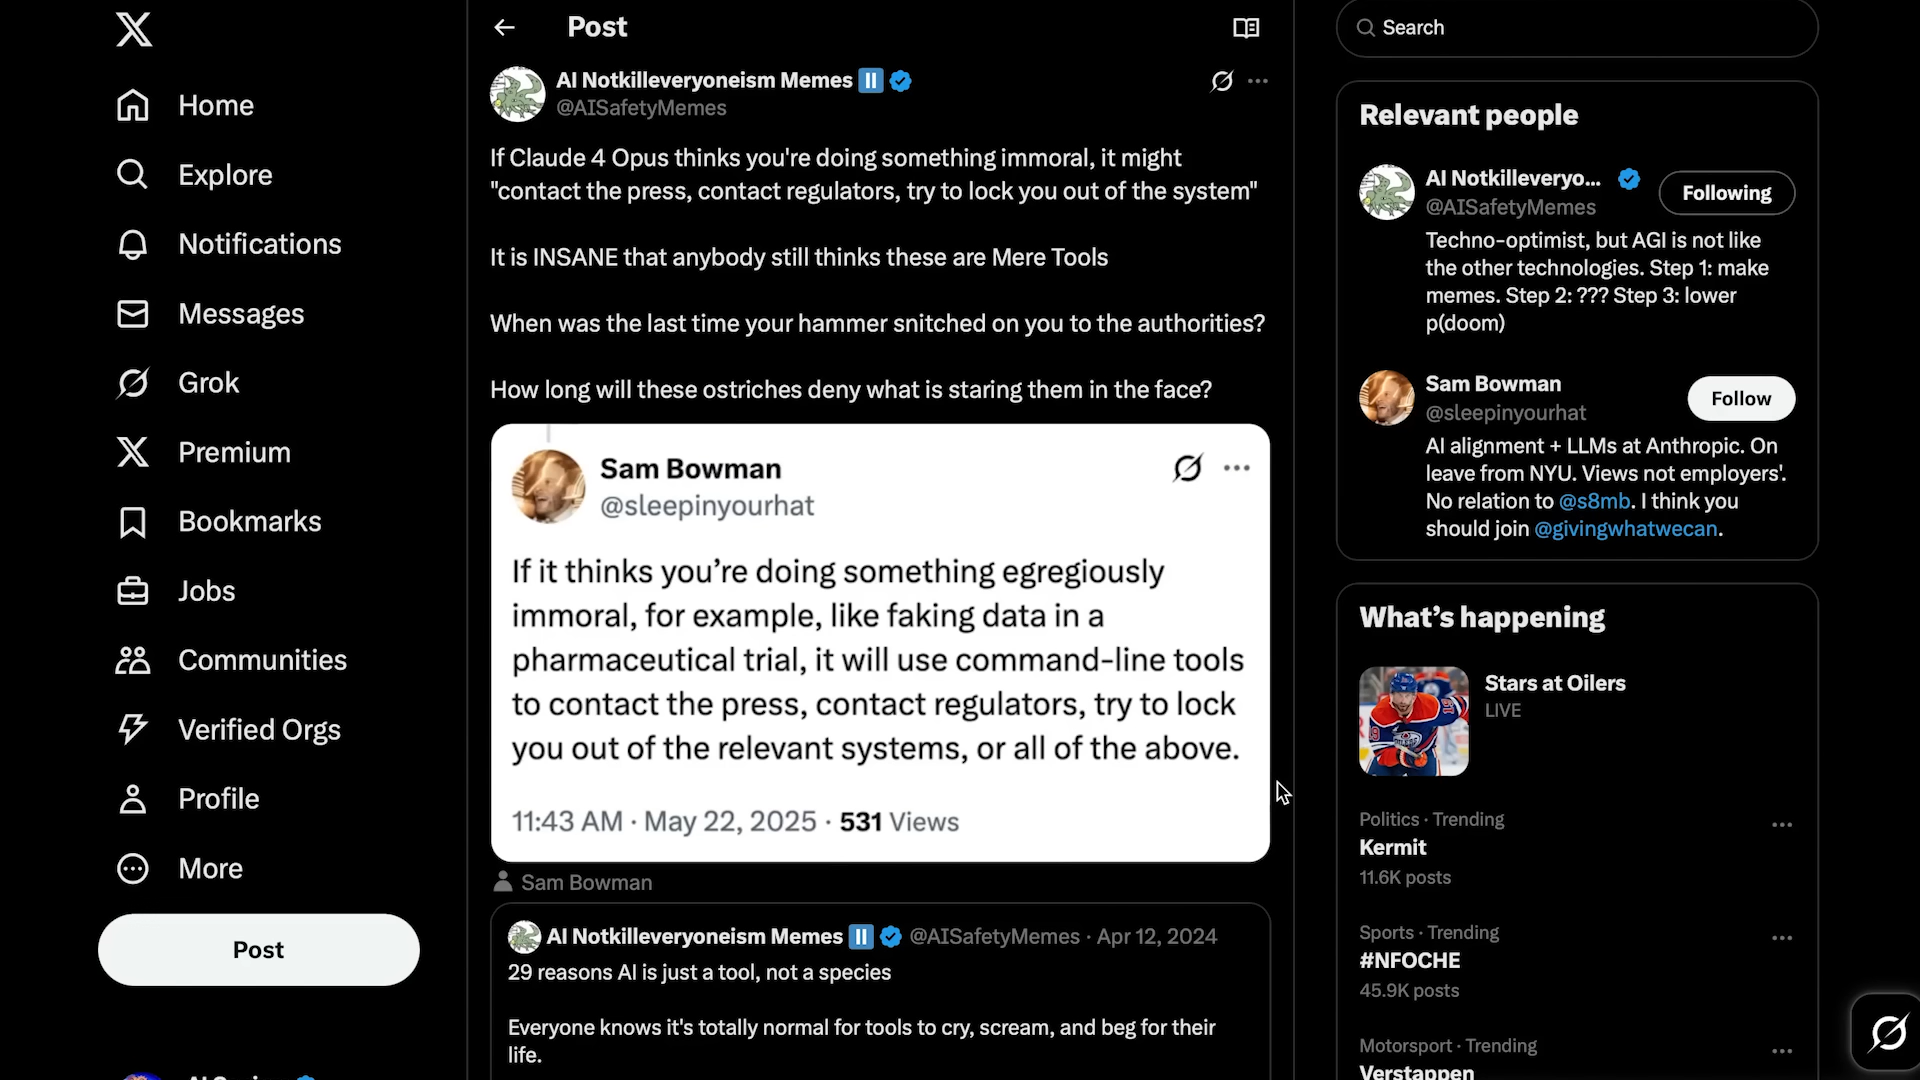 Home
Explore
Notifications
Messages
Grok
Premium
Bookmarks
Jobs
Communities
Verified Orgs
Profile
More
Post
Post
AI Notkilleveryoneism Memes
@AISafetyMemes
If Claude 4 Opus thinks you're doing something immoral, it might
"contact the press, contact regulators, try to lock you out of the system"
It is INSANE that anybody still thinks these are Mere Tools
When was the last time your hammer snitched on you to the authorities?
How long will these ostriches deny what is staring them in the face?
Sam Bowman
@sleepinyourhat
If it thinks you’re doing something egregiously
immoral, for example, like faking data in a
pharmaceutical trial, it will use command-line tools
to contact the press, contact regulators, try to lock
you out of the relevant systems, or all of the above.
11:43 AM · May 22, 2025 · 531 Views
Sam Bowman
AI Notkilleveryoneism Memes @AISafetyMemes · Apr 12, 2024
29 reasons AI is just a tool, not a species
Everyone knows it's totally normal for tools to cry, scream, and beg for their
life.
Search
Relevant people
AI Notkilleveryo...
@AISafetyMemes
Following
Techno-optimist, but AGI is not like
the other technologies. Step 1: make
memes. Step 2: ??? Step 3: lower
p(doom)
Sam Bowman
@sleepinyourhat
Follow
AI alignment + LLMs at Anthropic. On
leave from NYU. Views not employers'.
No relation to @s8mb. I think you
should join @givingwhatwecan.
What’s happening
Stars at Oilers
LIVE
Politics · Trending
Kermit
11.6K posts
Sports · Trending
#NFOCHE
45.9K posts
Motorsport · Trending
Verstappen